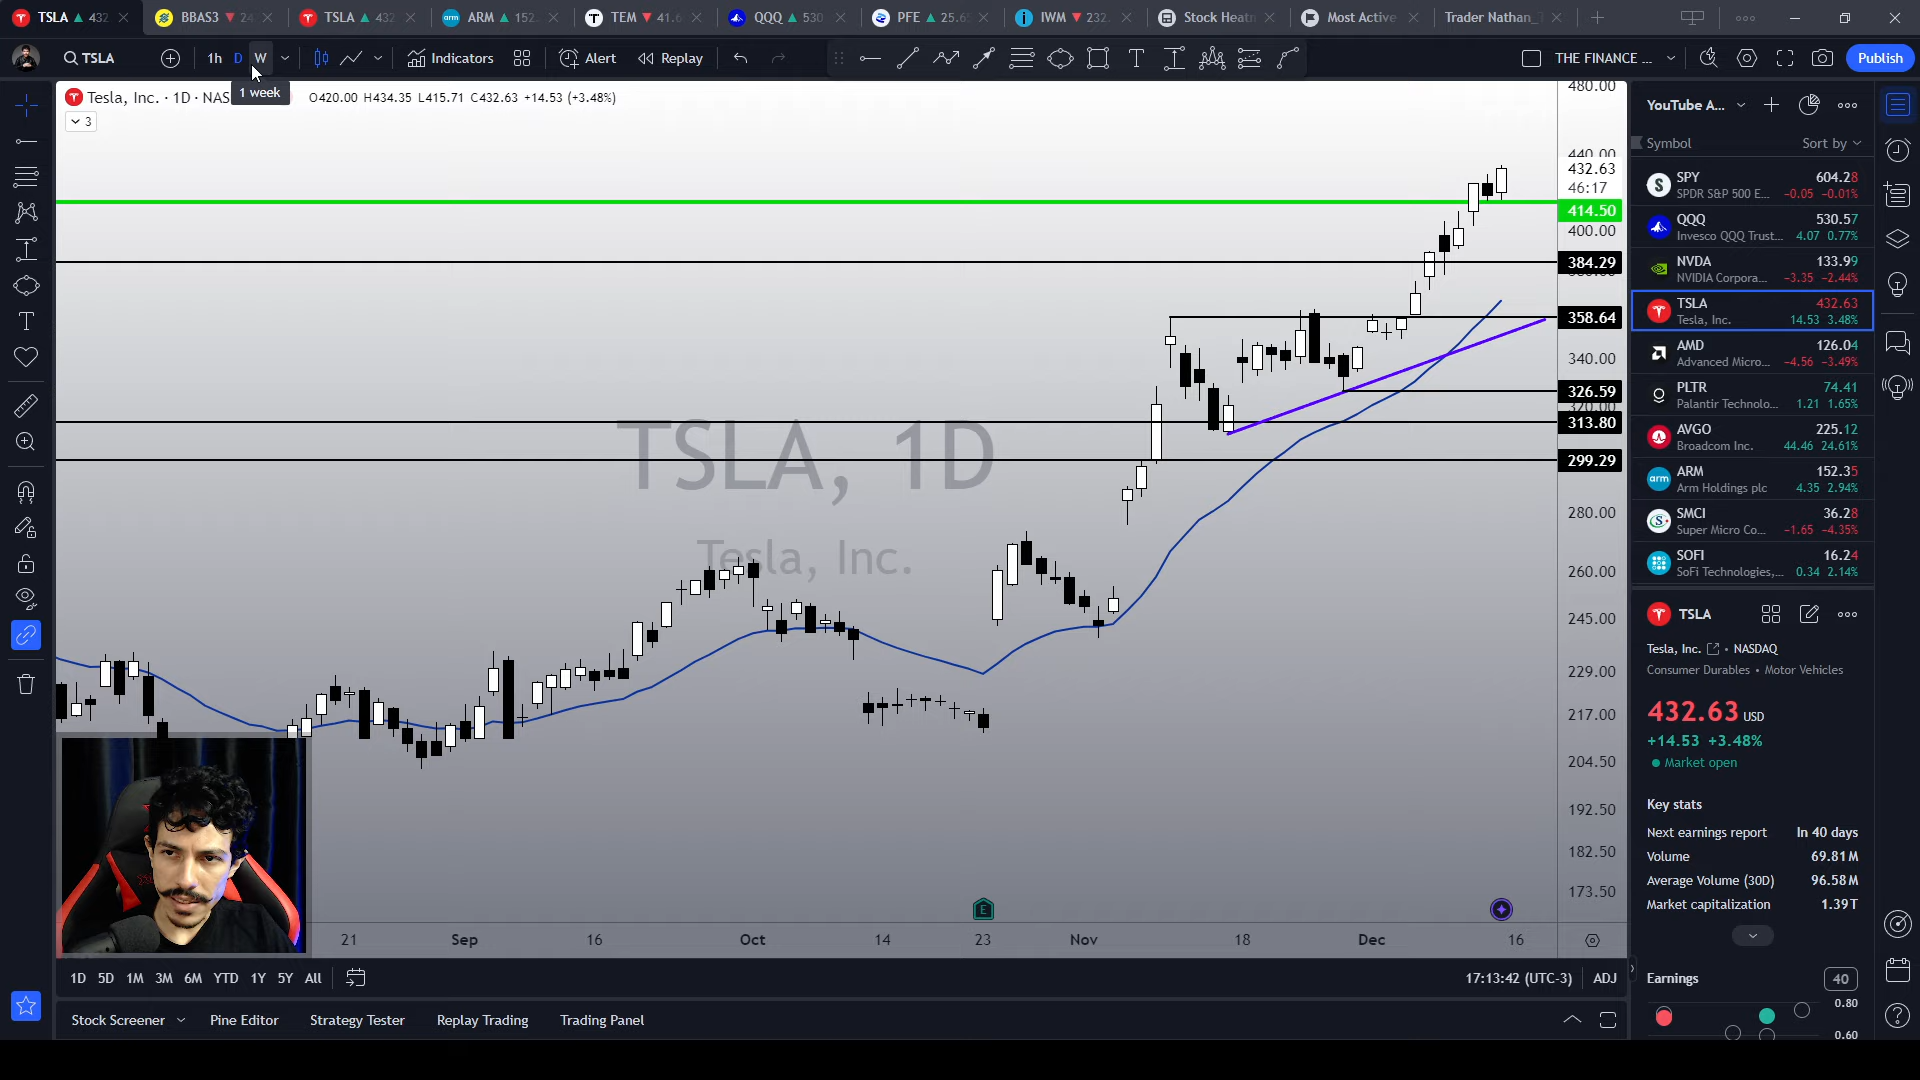 TSLA ▲ 432
BBAS3 ▼ 24
TSLA ▲ 432
ARM ▲ 152.
TEM ▼ 41.6
QQQ ▲ 530
PFE ▲ 25.65
IWM ▼ 232.
Stock Heatm
Most Active
Trader Nathan_
TSLA
1h
D
W
Indicators
Alert
Replay
THE FINANCE ...
Publish
1 week
Tesla, Inc. · 1D · NAS
O420.00 H434.35 L415.71 C432.63 +14.53 (+3.48%)
3
TSLA, 1D
Tesla, Inc.
480.00
440.00
432.63
46:17
414.50
400.00
384.29
358.64
340.00
326.59
313.80
299.29
280.00
260.00
245.00
229.00
217.00
204.50
192.50
182.50
173.50
E
21
Sep
16
Oct
14
23
Nov
18
Dec
16
1D 5D 1M 3M 6M YTD 1Y 5Y All
17:13:42 (UTC-3)
ADJ
Stock Screener
Pine Editor
Strategy Tester
Replay Trading
Trading Panel
YouTube A...
Symbol
Sort by
SPY 604.28
SPDR S&P 500 E... −0.05 −0.01%
QQQ 530.57
Invesco QQQ Trust... 4.07 0.77%
NVDA 133.99
NVIDIA Corpora... −3.35 −2.44%
TSLA 432.63
Tesla, Inc. 14.53 3.48%
AMD 126.04
Advanced Micro... −4.56 −3.49%
PLTR 74.41
Palantir Technolo... 1.21 1.65%
AVGO 225.12
Broadcom Inc. 44.46 24.61%
arm
ARM 152.35
Arm Holdings plc 4.35 2.94%
SMCI 36.28
Super Micro Co... −1.65 −4.35%
SOFI 16.24
SoFi Technologies,... 0.34 2.14%
TSLA
Tesla, Inc. • NASDAQ
Consumer Durables • Motor Vehicles
432.63 USD
+14.53 +3.48%
Market open
Key stats
Next earnings report In 40 days
Volume 69.81M
Average Volume (30D) 96.58M
Market capitalization 1.39T
Earnings
40
0.80
0.60